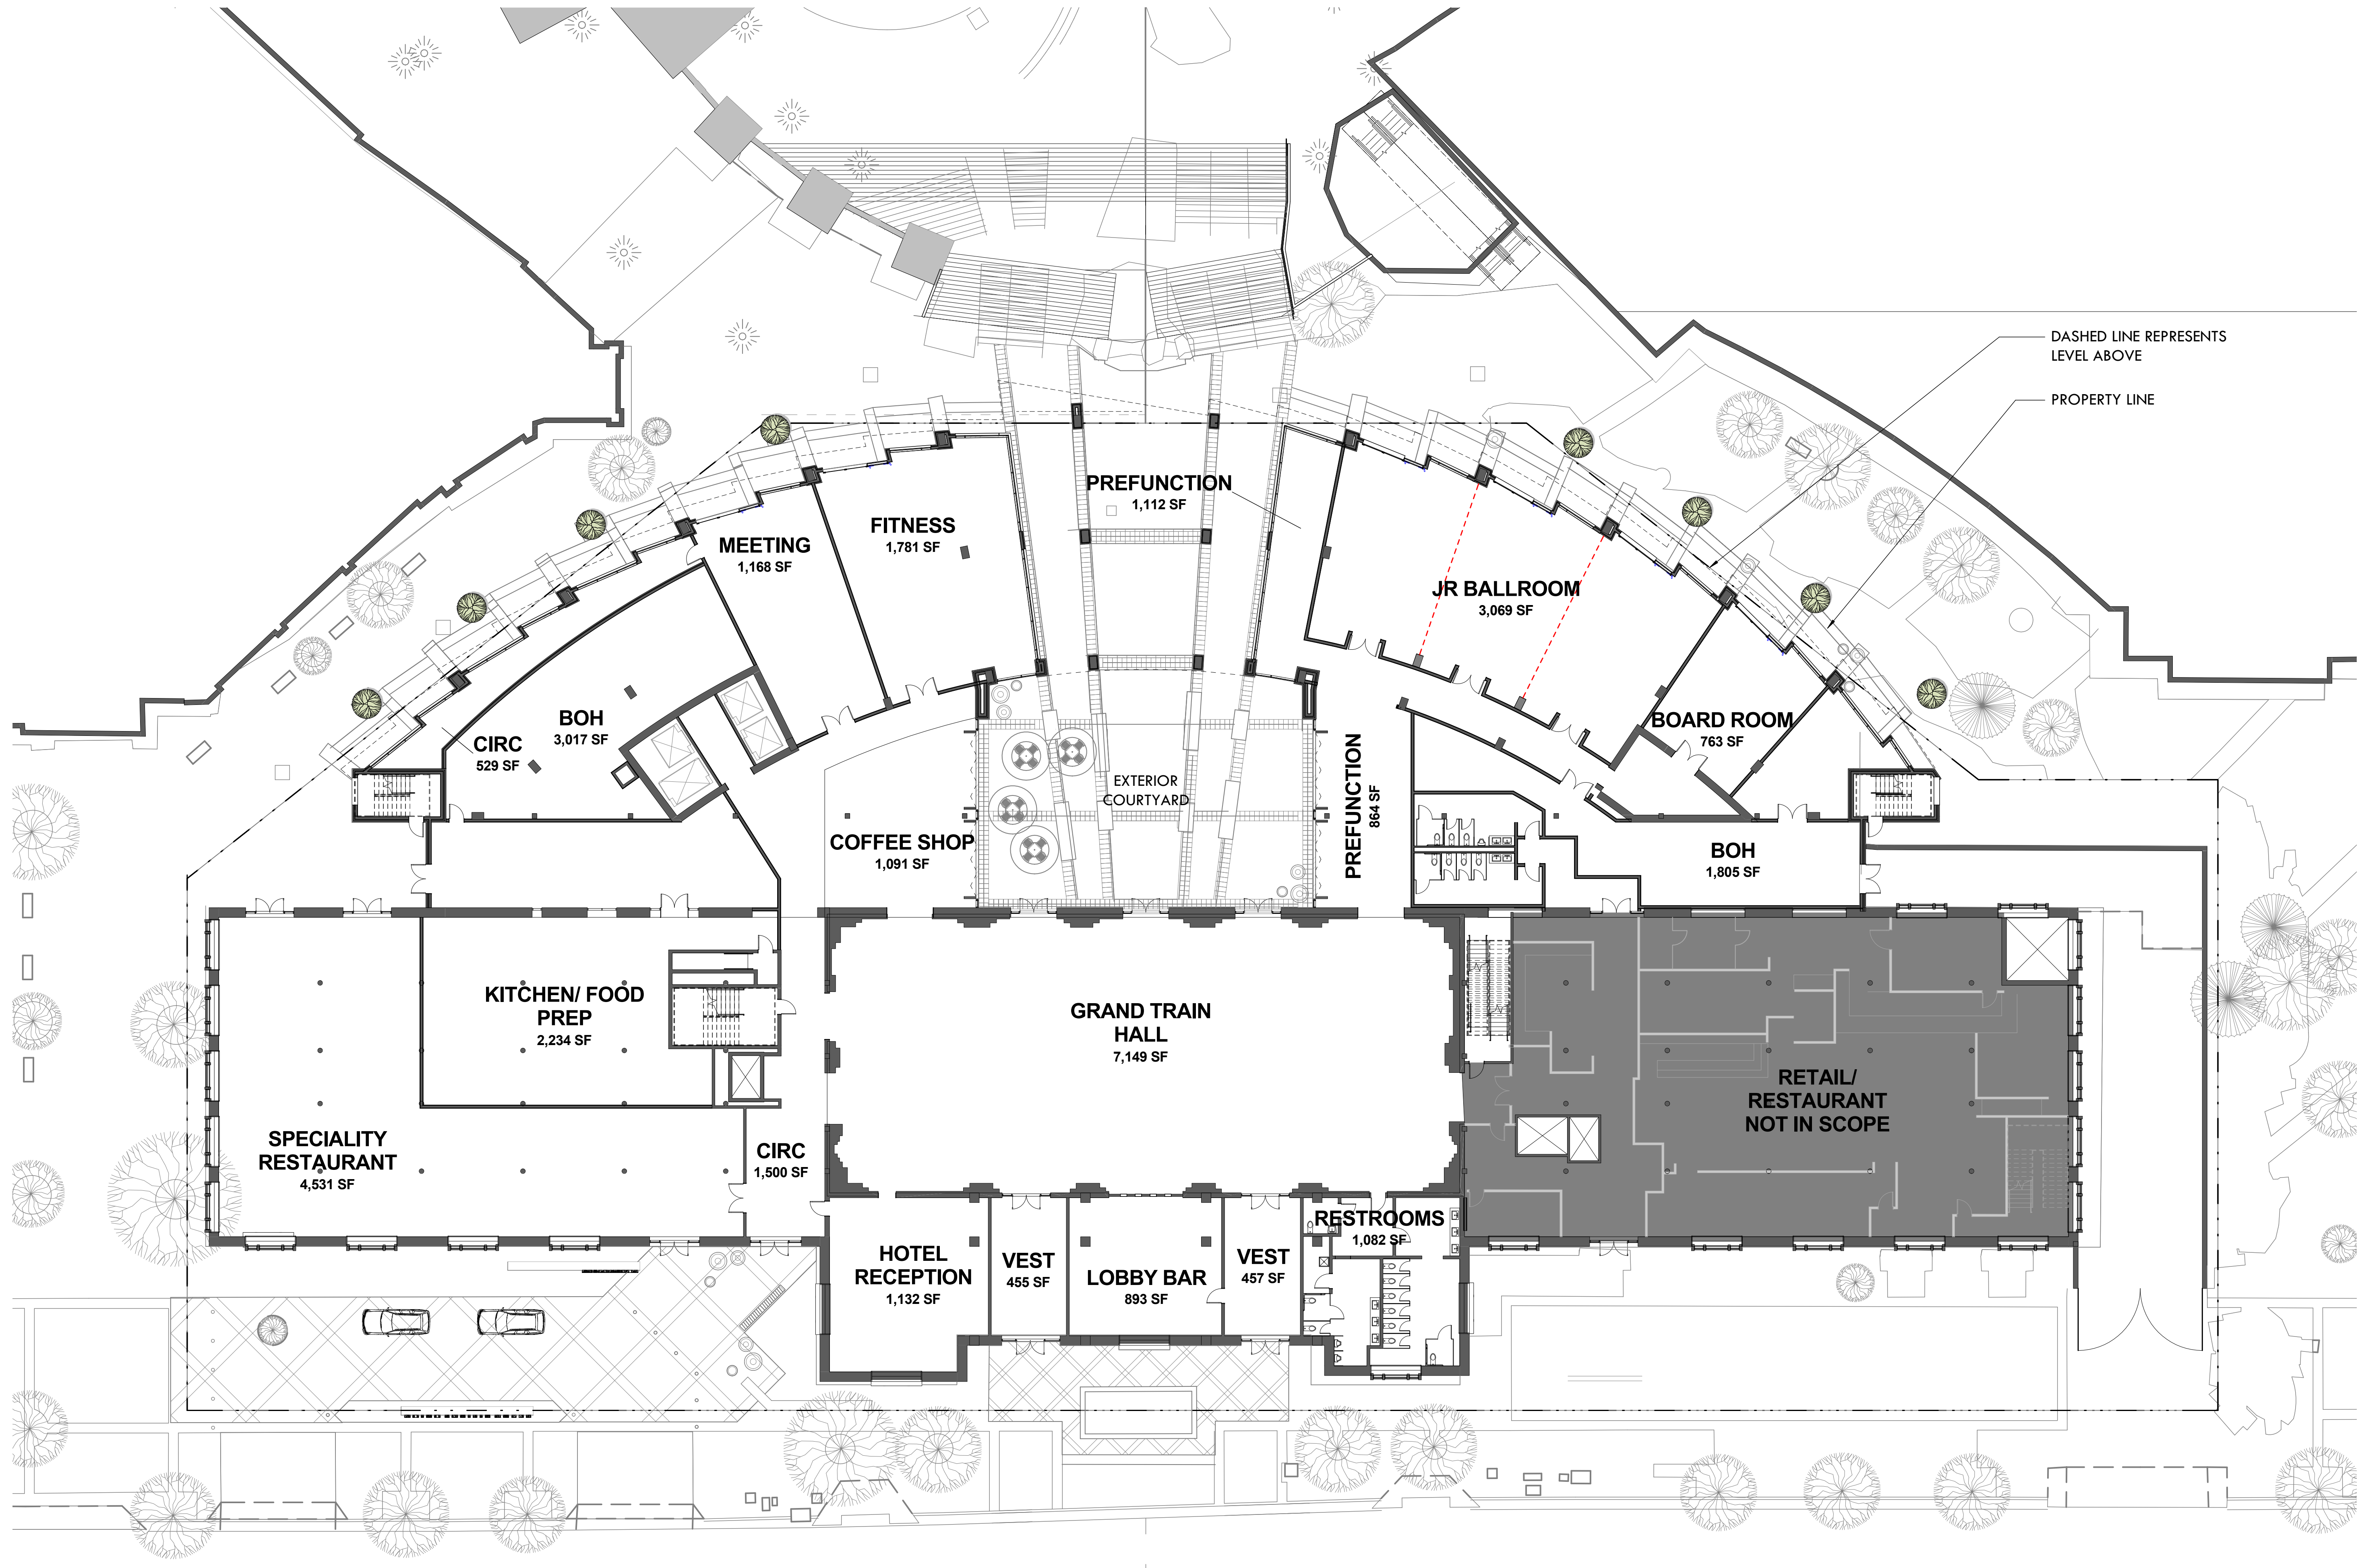 DASHED LINE REPRESENTS
LEVEL ABOVE
PROPERTY LINE
PREFUNCTION
1,112 SF
FITNESS
1,781 SF
MEETING
1,168 SF
JR BALLROOM
3,069 SF
BOH
3,017 SF
CIRC
529 SF
BOARD ROOM
763 SF
EXTERIOR
COURTYARD
PREFUNCTION
864 SF
COFFEE SHOP
1,091 SF
BOH
1,805 SF
KITCHEN/ FOOD
PREP
2,234 SF
GRAND TRAIN
HALL
7,149 SF
RETAIL/
RESTAURANT
NOT IN SCOPE
SPECIALITY
RESTAURANT
4,531 SF
CIRC
1,500 SF
RESTROOMS
1,082 SF
HOTEL
RECEPTION
1,132 SF
VEST
455 SF
LOBBY BAR
893 SF
VEST
457 SF